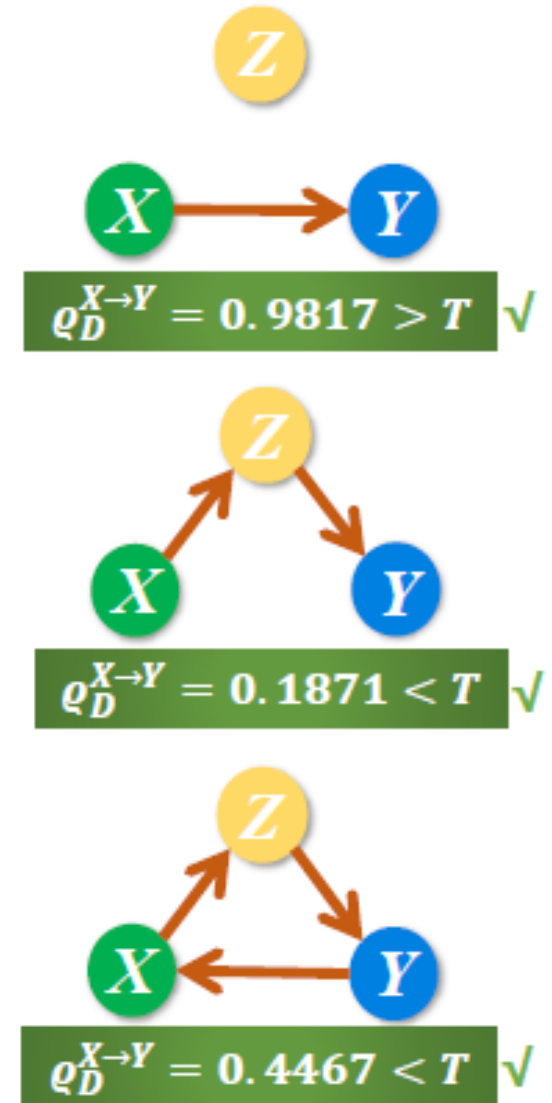 Z
X Y
ϱ_D^{X→Y} = 0.9817 > T √
Z
X Y
ϱ_D^{X→Y} = 0.1871 < T √
Z
X Y
ϱ_D^{X→Y} = 0.4467 < T √